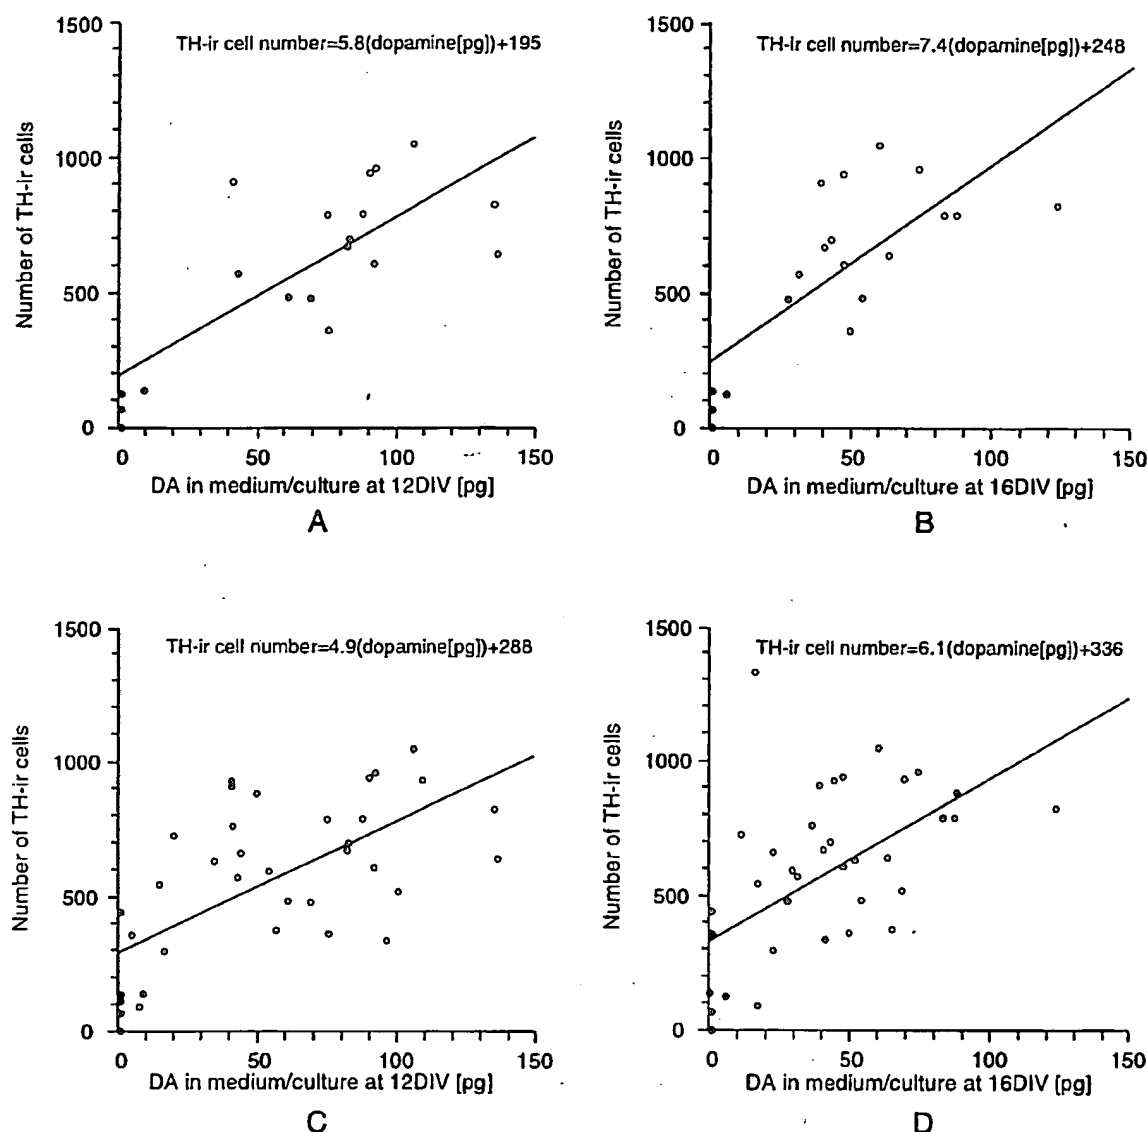 TH-ir cell number=5.8(dopamine[pg])+195
Number of TH-ir cells
1500
1000
500
0
0 50 100 150
DA in medium/culture at 12DIV [pg]
A
TH-ir cell number=7.4(dopamine[pg])+248
Number of TH-ir cells
1500
1000
500
0
0 50 100 150
DA in medium/culture at 16DIV [pg]
B
TH-ir cell number=4.9(dopamine[pg])+288
Number of TH-ir cells
1500
1000
500
0
0 50 100 150
DA in medium/culture at 12DIV [pg]
C
TH-ir cell number=6.1(dopamine[pg])+336
Number of TH-ir cells
1500
1000
500
0
0 50 100 150
DA in medium/culture at 16DIV [pg]
D